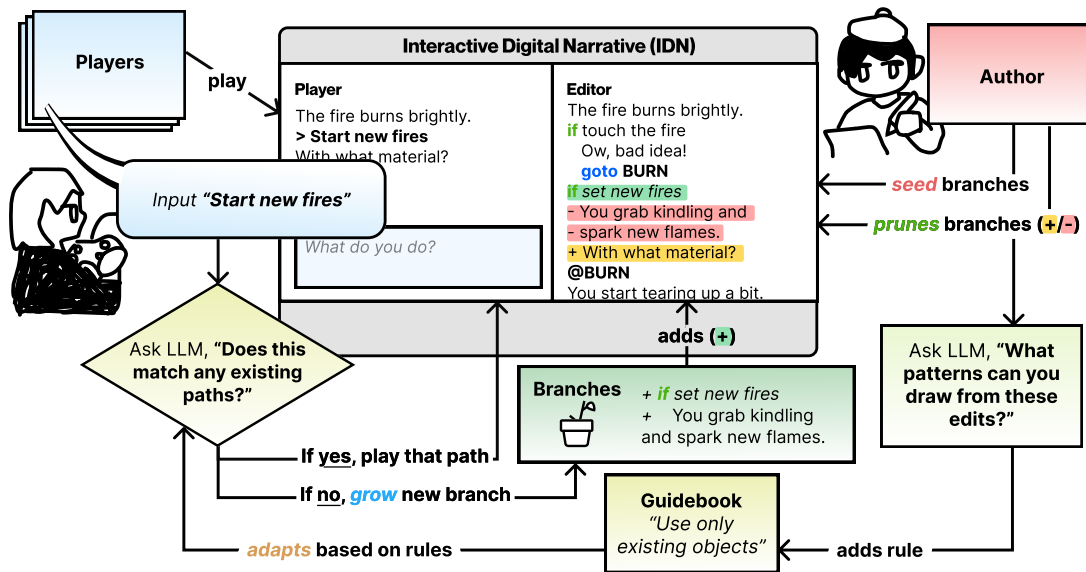 Players
play
Input “Start new fires”
Interactive Digital Narrative (IDN)
Player
The fire burns brightly.
> Start new fires
With what material?
What do you do?
Editor
The fire burns brightly.
if touch the fire
Ow, bad idea!
goto BURN
if set new fires
- You grab kindling and
- spark new flames.
+ With what material?
@BURN
You start tearing up a bit.
Author
seed branches
prunes branches (+/-)
Ask LLM, “Does this
match any existing
paths?”
adds (+)
Branches
+ if set new fires
+ You grab kindling
and spark new flames.
Ask LLM, “What
patterns can you
draw from these
edits?”
If yes, play that path
If no, grow new branch
Guidebook
“Use only
existing objects”
adapts based on rules
adds rule